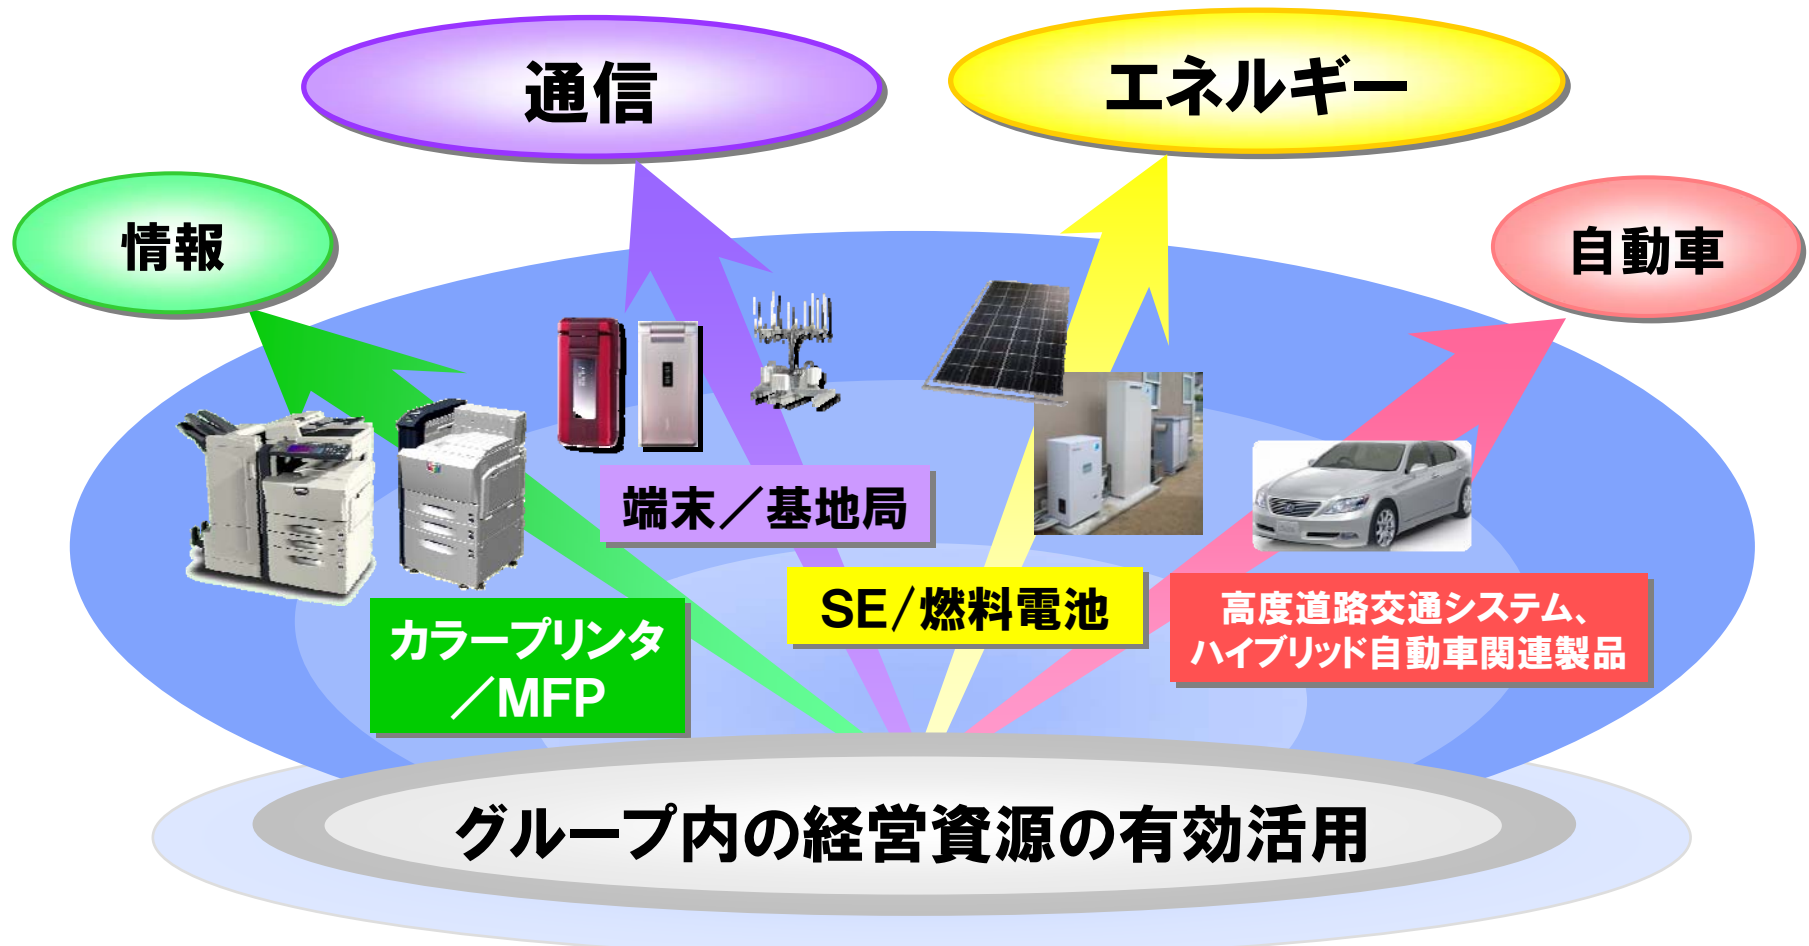 通信
エネルギー
情報
自動車
端末／基地局
SE/燃料電池
高度道路交通システム、
ハイブリッド自動車関連製品
カラープリンタ
／MFP
グループ内の経営資源の有効活用